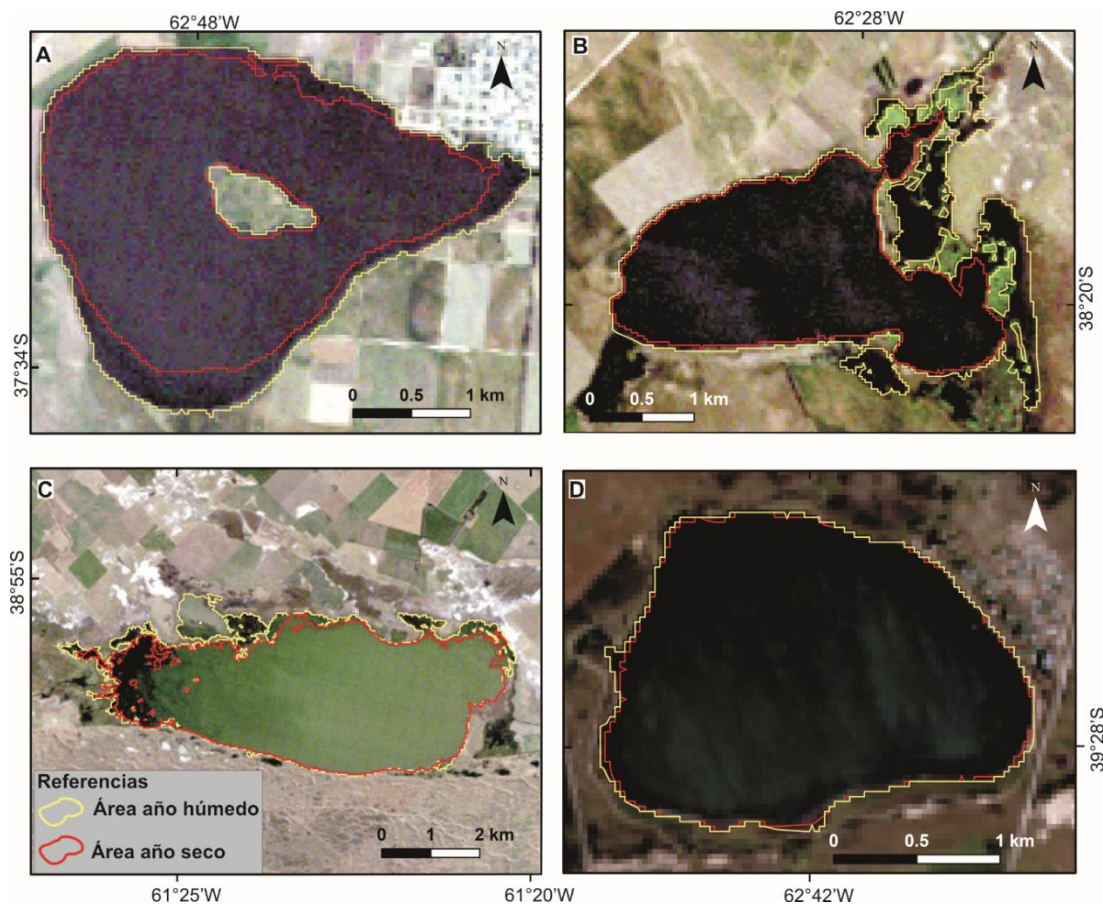 62°48'W
62°28'W
A
N
B
N
37°34'S
38°20'S
0 0.5 1 km
0 0.5 1 km
C
N
D
N
38°55'S
39°28'S
Referencias
Área año húmedo
Área año seco
0 1 2 km
0 0.5 1 km
61°25'W
61°20'W
62°42'W